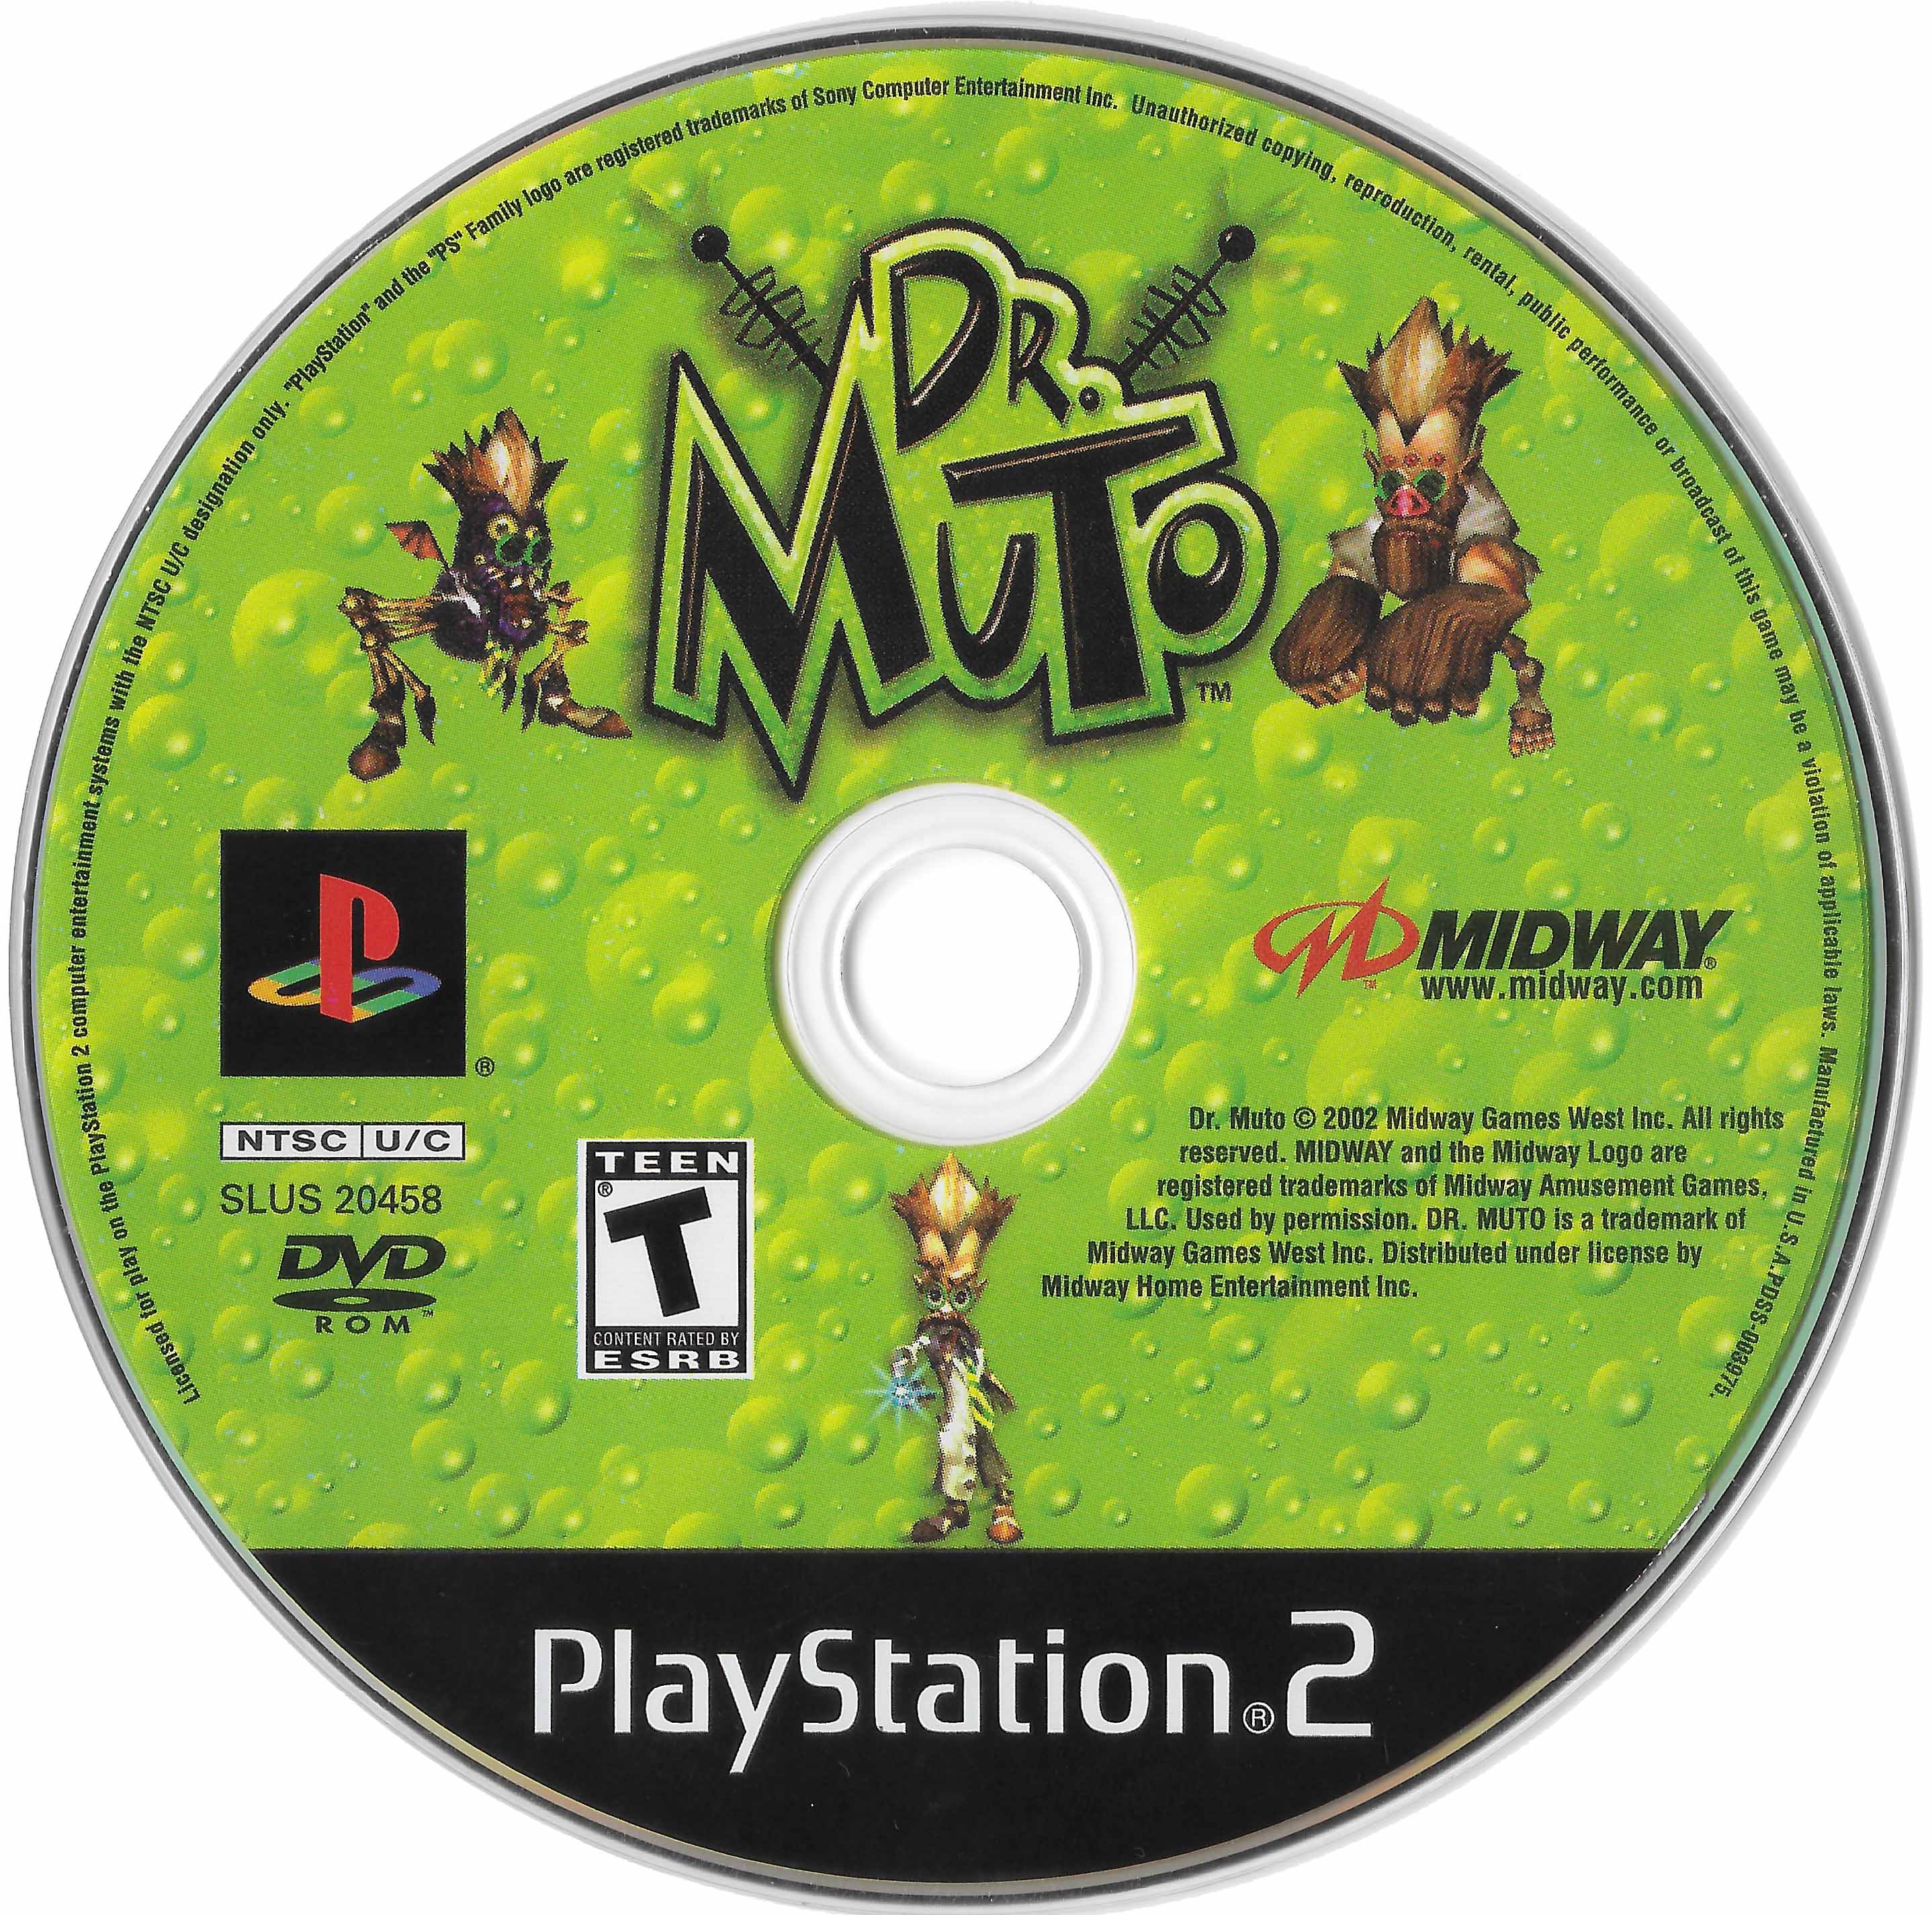 Licensed for play on the PlayStation 2 computer entertainment systems with the NTSC U/C designation only. "PlayStation" and the "PS" Family logo are registered trademarks of Sony Computer Entertainment Inc. Unauthorized copying, reproduction, rental, public performance or broadcast of this game may be a violation of applicable laws. Manufactured in U.S.A. PDSS-003975.
DR.
MUTO
™
®
MIDWAY®
™
www.midway.com
NTSC U/C
SLUS 20458
DVD
ROM™
TEEN
®
T
CONTENT RATED BY
ESRB
Dr. Muto © 2002 Midway Games West Inc. All rights
reserved. MIDWAY and the Midway Logo are
registered trademarks of Midway Amusement Games,
LLC. Used by permission. DR. MUTO is a trademark of
Midway Games West Inc. Distributed under license by
Midway Home Entertainment Inc.
PlayStation®2